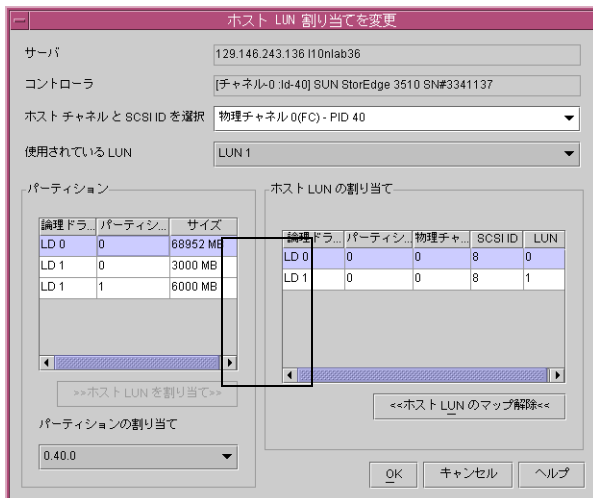 ホスト LUN 割り当てを変更
サーバ 129.146.243.136 l10nlab36
コントローラ [チャネル-0 :Id-40] SUN StorEdge 3510 SN#3341137
ホスト チャネル と SCSI ID を選択 物理チャネル 0(FC) - PID 40
使用されている LUN LUN 1
パーティション
論理ドラ... パーティシ... サイズ
LD 0 0 68952 MB
LD 1 0 3000 MB
LD 1 1 6000 MB
>>ホスト LUN を割り当て>>
パーティションの割り当て
0.40.0
ホスト LUN の割り当て
論理ドラ... パーティシ... 物理チャ... SCSI ID LUN
LD 0 0 0 8 0
LD 1 0 0 8 1
<<ホスト LUN のマップ解除<<
OK キャンセル ヘルプ